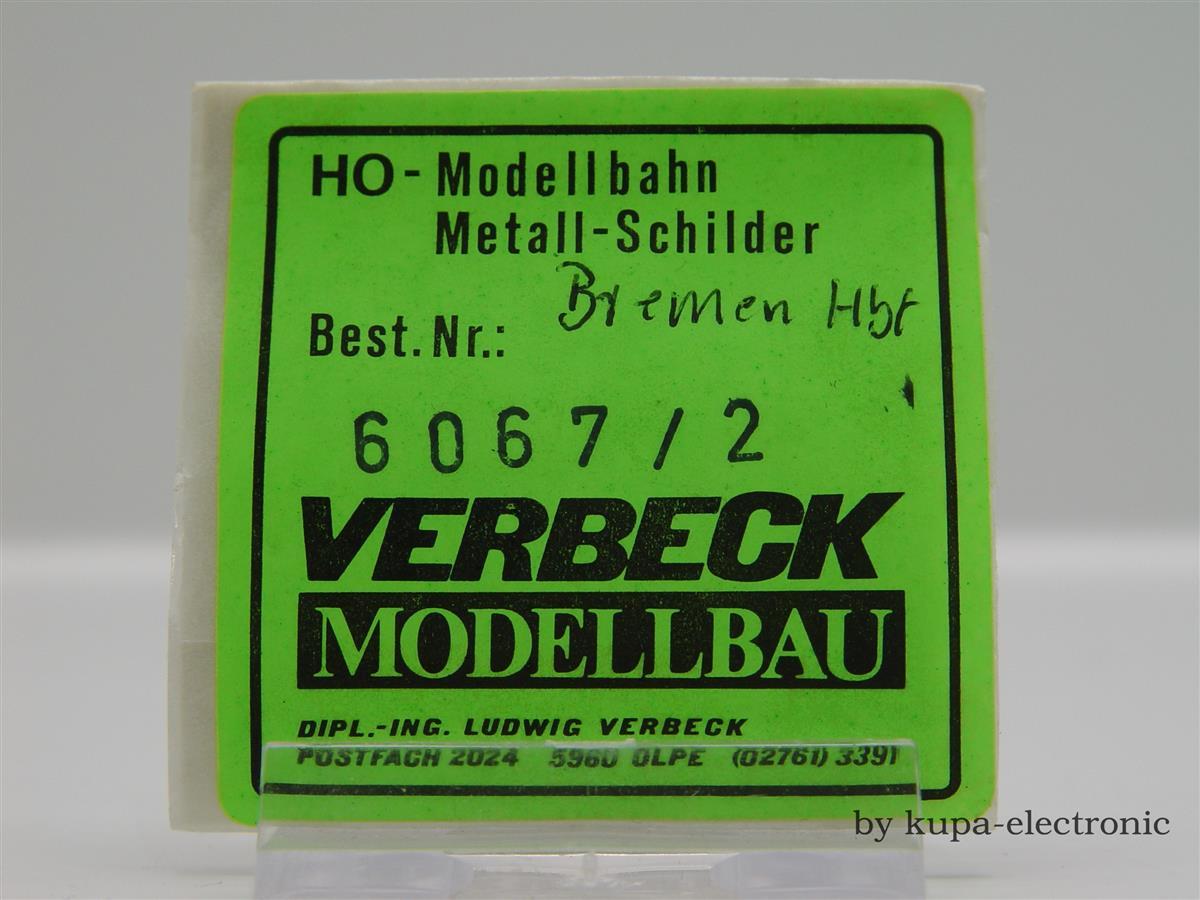 HO-Modellbahn
Metall-Schilder
Bremen Hbf
Best.Nr.:
6067/2
VERBECK
MODELLBAU
DIPL.-ING. LUDWIG VERBECK
POSTFACH 2024 5960 OLPE (02761) 3391
by kupa-electronic